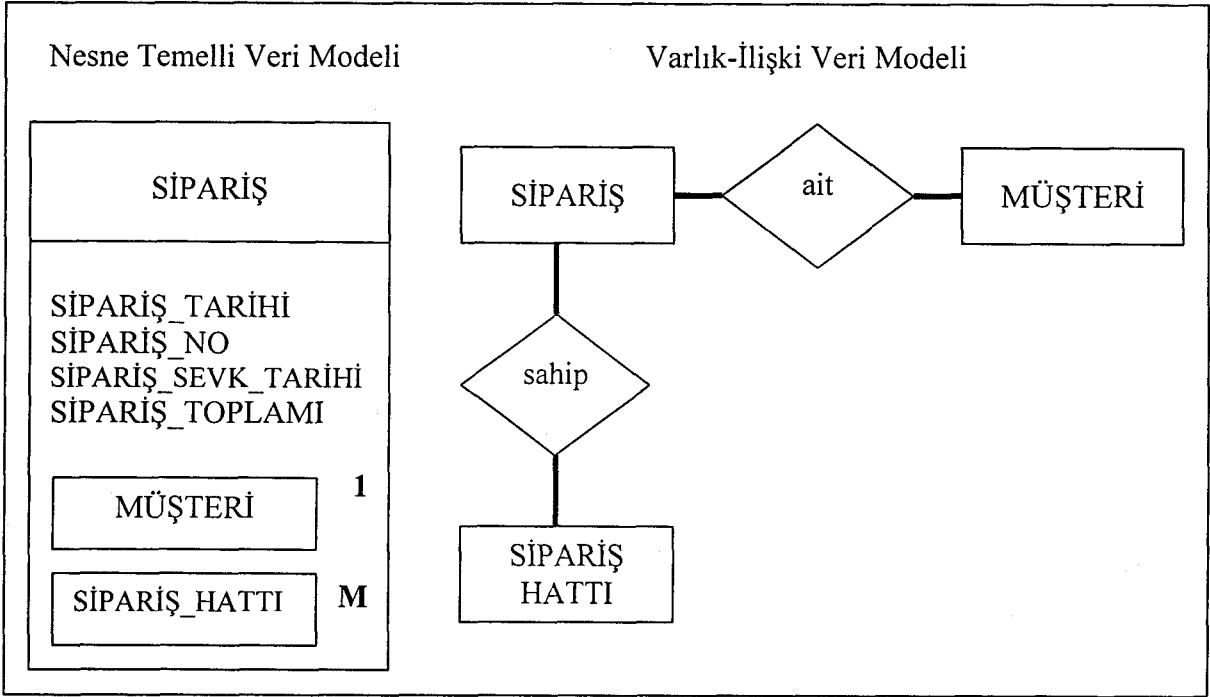 Nesne Temelli Veri Modeli
SİPARİŞ
SİPARİŞ_TARİHİ
SİPARİŞ_NO
SİPARİŞ_SEVK_TARİHİ
SİPARİŞ_TOPLAMI
MÜŞTERİ 1
SİPARİŞ_HATTI M
Varlık-İlişki Veri Modeli
SİPARİŞ
ait
MÜŞTERİ
sahip
SİPARİŞ
HATTI